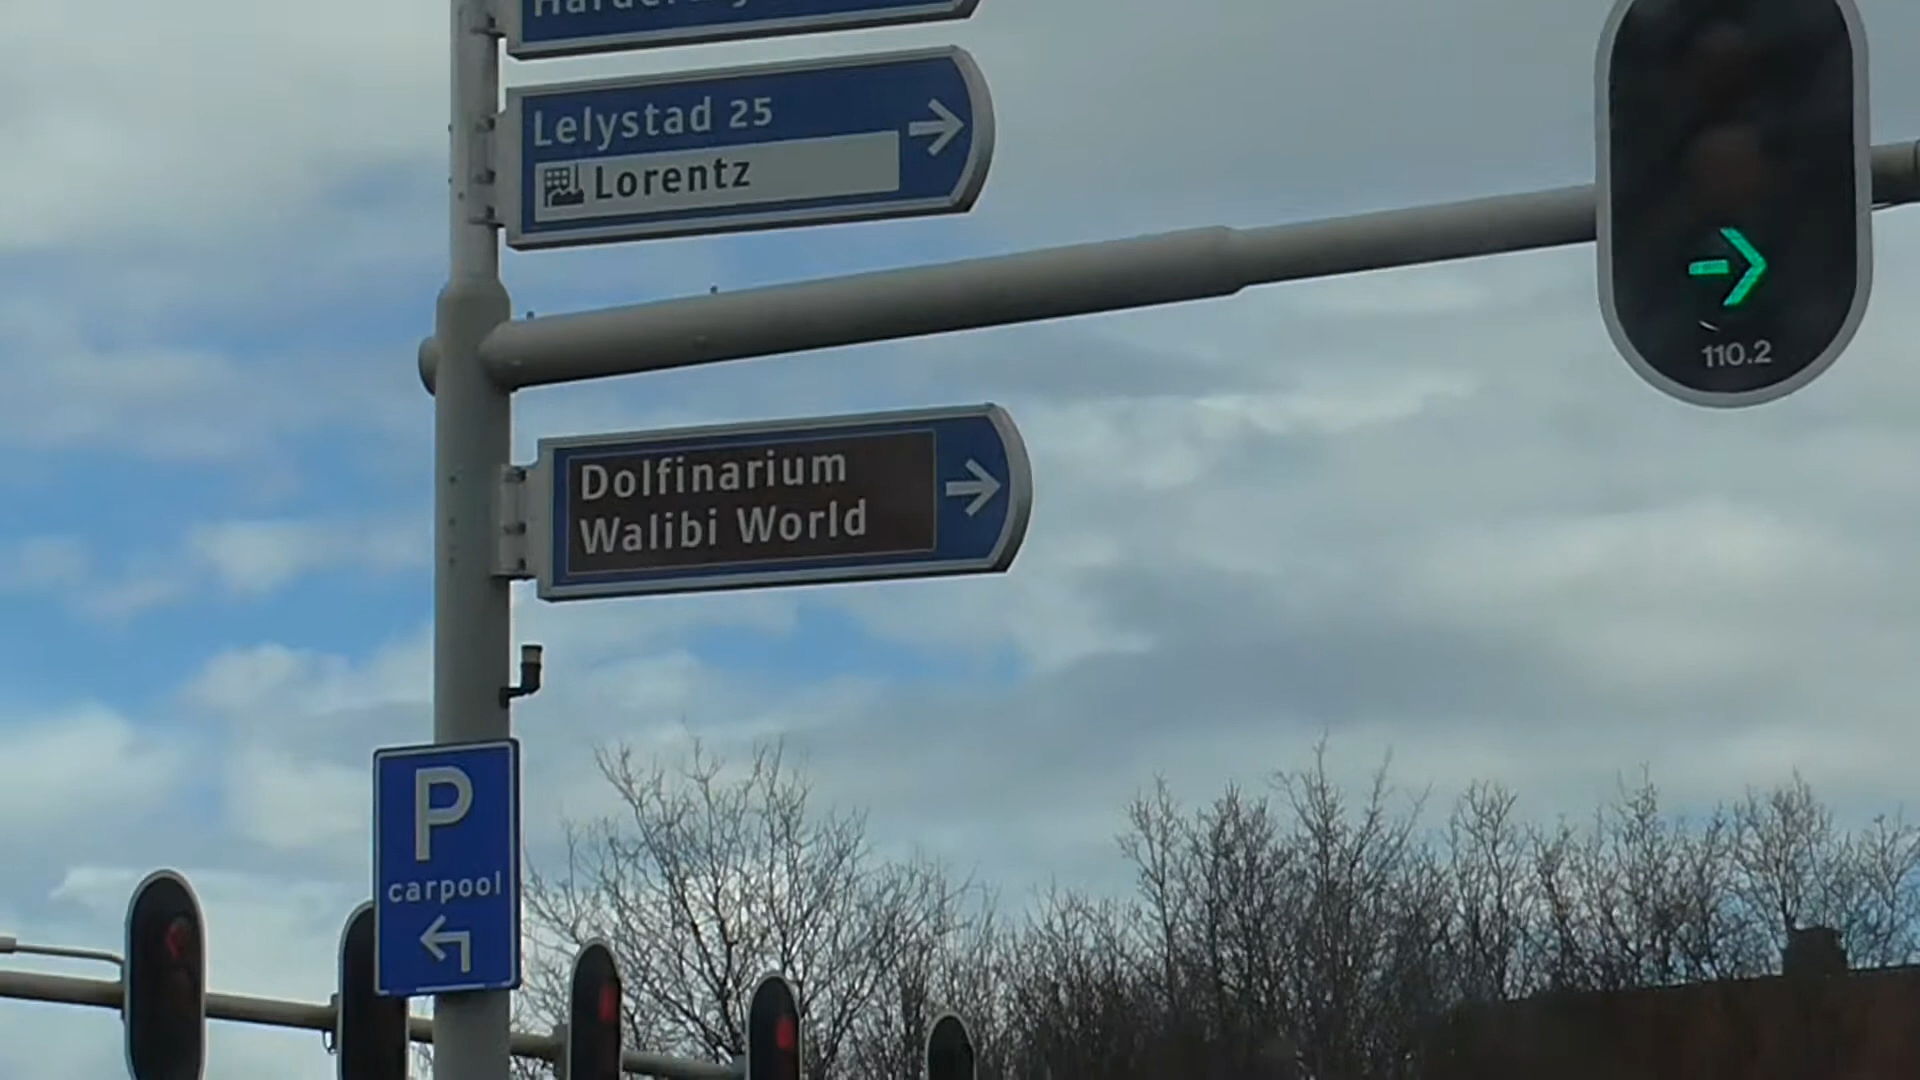 Lelystad 25
Lorentz
110.2
Dolfinarium
Walibi World
P
carpool